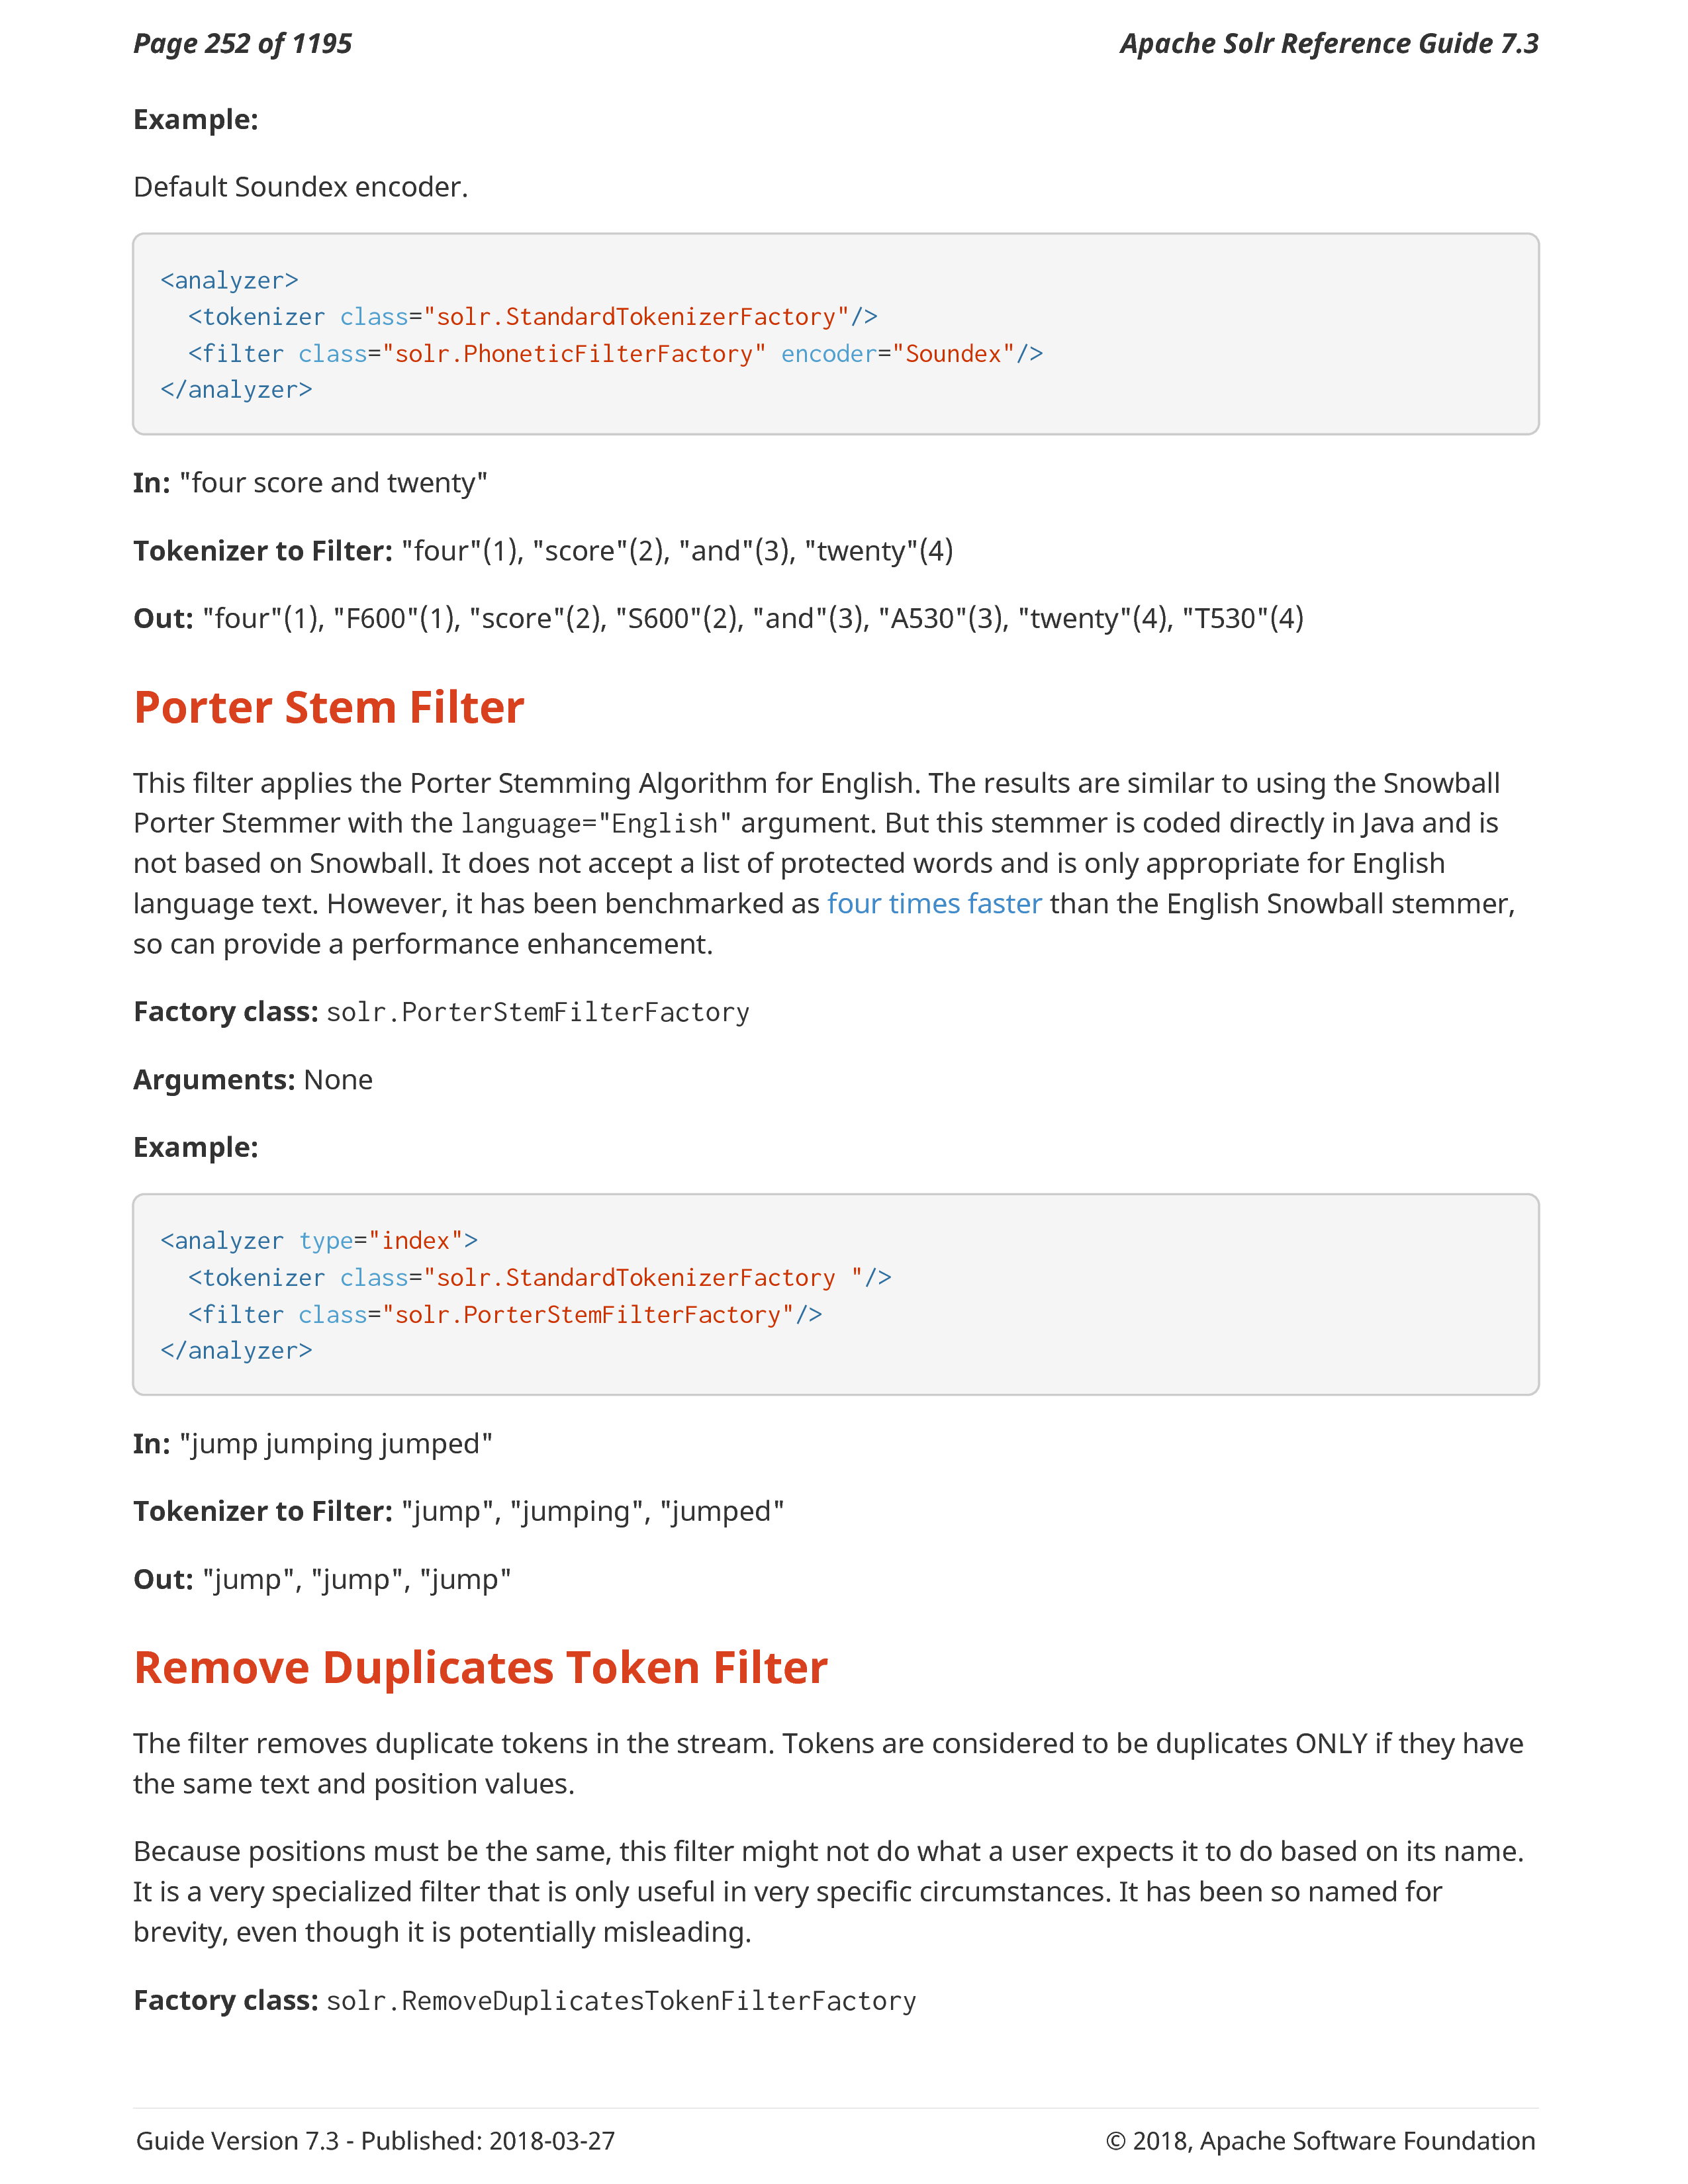 Page 252 of 1195
Apache Solr Reference Guide 7.3
Example:
Default Soundex encoder.
<analyzer>
  <tokenizer class="solr.StandardTokenizerFactory"/>
  <filter class="solr.PhoneticFilterFactory" encoder="Soundex"/>
</analyzer>
In: "four score and twenty"
Tokenizer to Filter: "four"(1), "score"(2), "and"(3), "twenty"(4)
Out: "four"(1), "F600"(1), "score"(2), "S600"(2), "and"(3), "A530"(3), "twenty"(4), "T530"(4)
Porter Stem Filter
This filter applies the Porter Stemming Algorithm for English. The results are similar to using the Snowball
Porter Stemmer with the language="English" argument. But this stemmer is coded directly in Java and is
not based on Snowball. It does not accept a list of protected words and is only appropriate for English
language text. However, it has been benchmarked as four times faster than the English Snowball stemmer,
so can provide a performance enhancement.
Factory class: solr.PorterStemFilterFactory
Arguments: None
Example:
<analyzer type="index">
  <tokenizer class="solr.StandardTokenizerFactory "/>
  <filter class="solr.PorterStemFilterFactory"/>
</analyzer>
In: "jump jumping jumped"
Tokenizer to Filter: "jump", "jumping", "jumped"
Out: "jump", "jump", "jump"
Remove Duplicates Token Filter
The filter removes duplicate tokens in the stream. Tokens are considered to be duplicates ONLY if they have
the same text and position values.
Because positions must be the same, this filter might not do what a user expects it to do based on its name.
It is a very specialized filter that is only useful in very specific circumstances. It has been so named for
brevity, even though it is potentially misleading.
Factory class: solr.RemoveDuplicatesTokenFilterFactory
Guide Version 7.3 - Published: 2018-03-27
© 2018, Apache Software Foundation